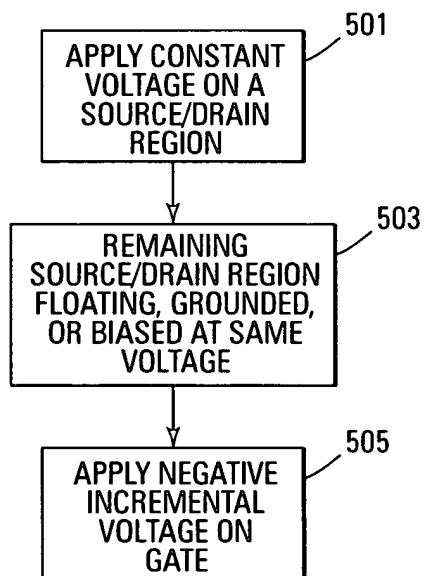 501
APPLY CONSTANT
VOLTAGE ON A
SOURCE/DRAIN
REGION
503
REMAINING
SOURCE/DRAIN REGION
FLOATING, GROUNDED,
OR BIASED AT SAME
VOLTAGE
505
APPLY NEGATIVE
INCREMENTAL
VOLTAGE ON
GATE